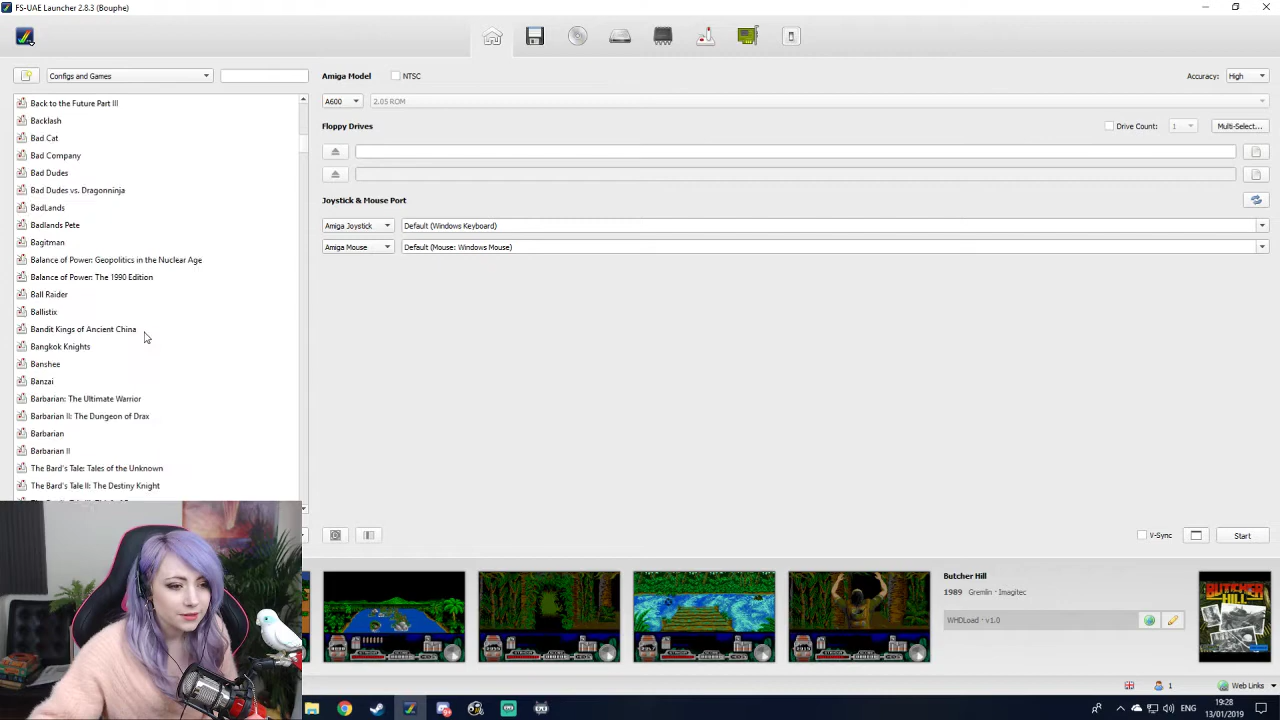 FS-UAE Launcher 2.8.3 (Bouphe)
Configs and Games
Back to the Future Part III
Backlash
Bad Cat
Bad Company
Bad Dudes
Bad Dudes vs. Dragonninja
BadLands
Badlands Pete
Bagitman
Balance of Power: Geopolitics in the Nuclear Age
Balance of Power: The 1990 Edition
Ball Raider
Ballistix
Bandit Kings of Ancient China
Bangkok Knights
Banshee
Banzai
Barbarian: The Ultimate Warrior
Barbarian II: The Dungeon of Drax
Barbarian
Barbarian II
The Bard's Tale: Tales of the Unknown
The Bard's Tale II: The Destiny Knight
Amiga Model NTSC Accuracy: High
A600 2.05 ROM
Floppy Drives Drive Count: 1 Multi-Select...
Joystick & Mouse Port
Amiga Joystick Default (Windows Keyboard)
Amiga Mouse Default (Mouse: Windows Mouse)
V-Sync Start
Butcher Hill
1989 Gremlin · Imagitec
WHDLoad · v1.0
BUTCHER
HILL
1 Web Links
19:28
13/01/2019